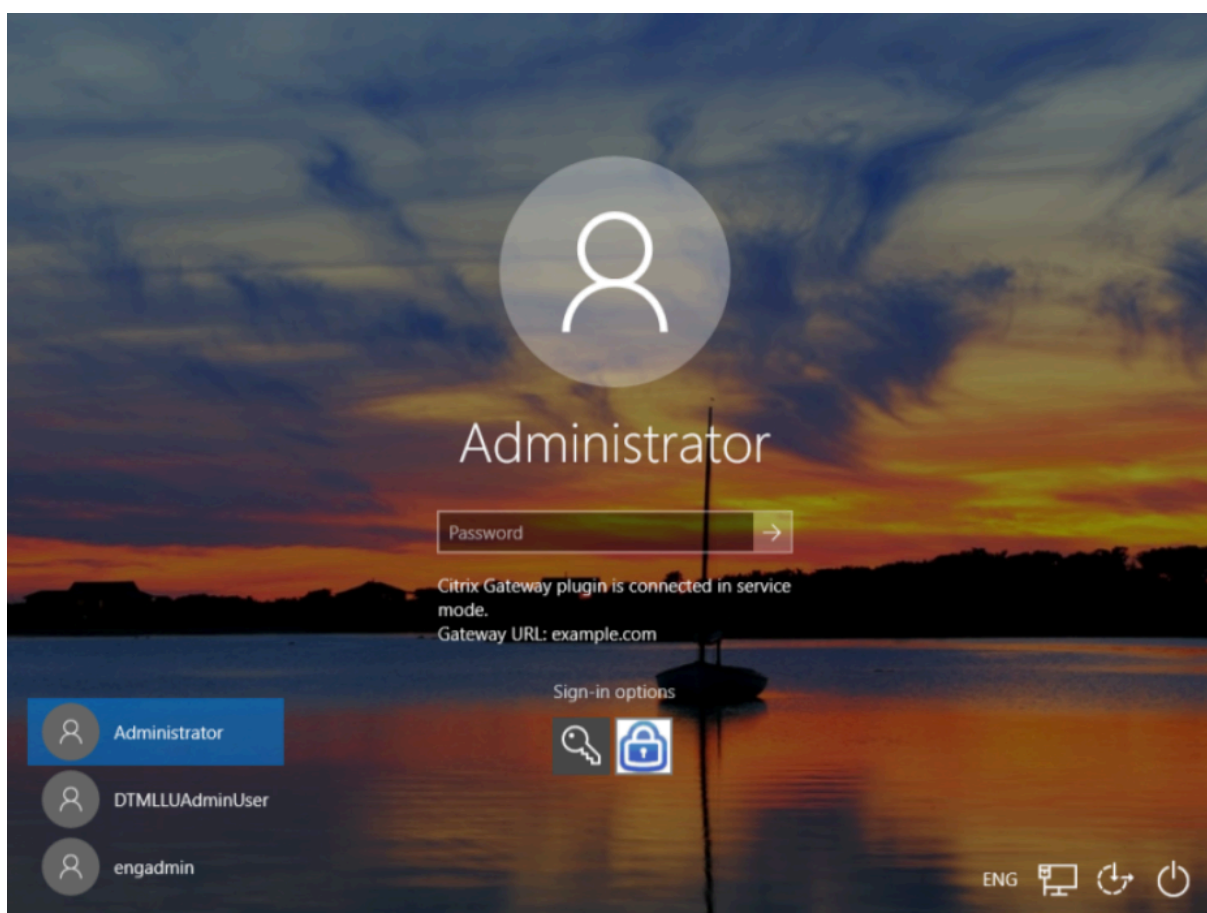 Administrator
Password
Citrix Gateway plugin is connected in service
mode.
Gateway URL: example.com
Sign-in options
Administrator
DTMLLUAdminUser
engadmin
ENG